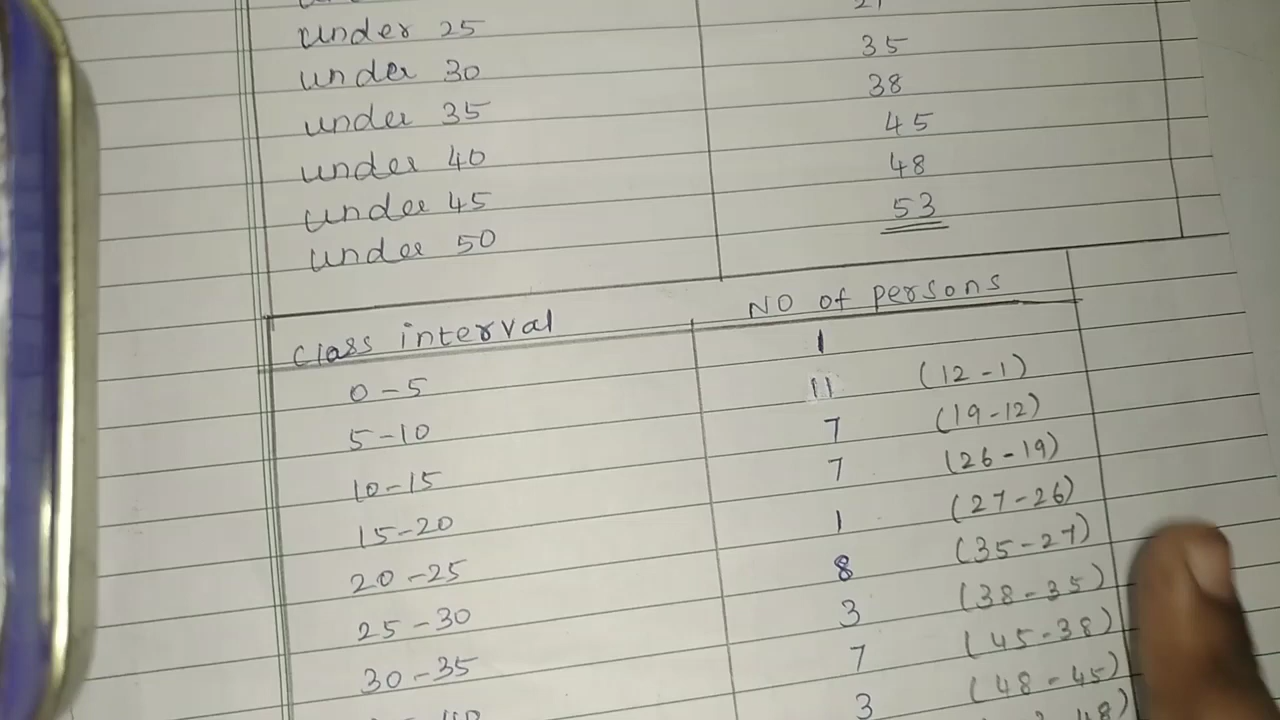 under 25
under 30 35
under 35 38
under 40 45
under 45 48
under 50 53
class interval NO of persons
0-5 1
5-10 11 (12-1)
10-15 7 (19-12)
15-20 7 (26-19)
20-25 1 (27-26)
25-30 8 (35-27)
30-35 3 (38-35)
7 (45-38)
3 (48-45)
48)